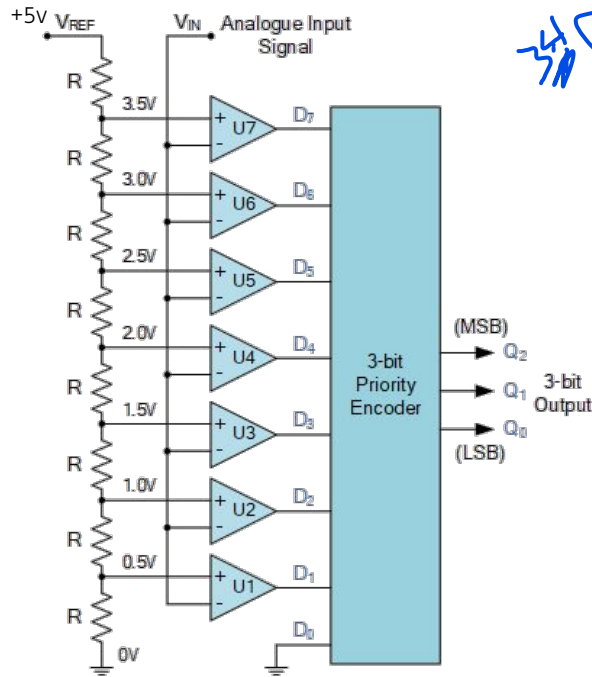 +5v VREF VIN Analogue Input
Signal
R
3.5V
+ U7 -
D7
R
3.0V
+ U6 -
D6
R
2.5V
+ U5 -
D5
R
2.0V
+ U4 -
D4
R
1.5V
+ U3 -
D3
R
1.0V
+ U2 -
D2
R
0.5V
+ U1 -
D1
R
0V
D0
3-bit
Priority
Encoder
(MSB)
Q2
Q1
Q0
(LSB)
3-bit
Output